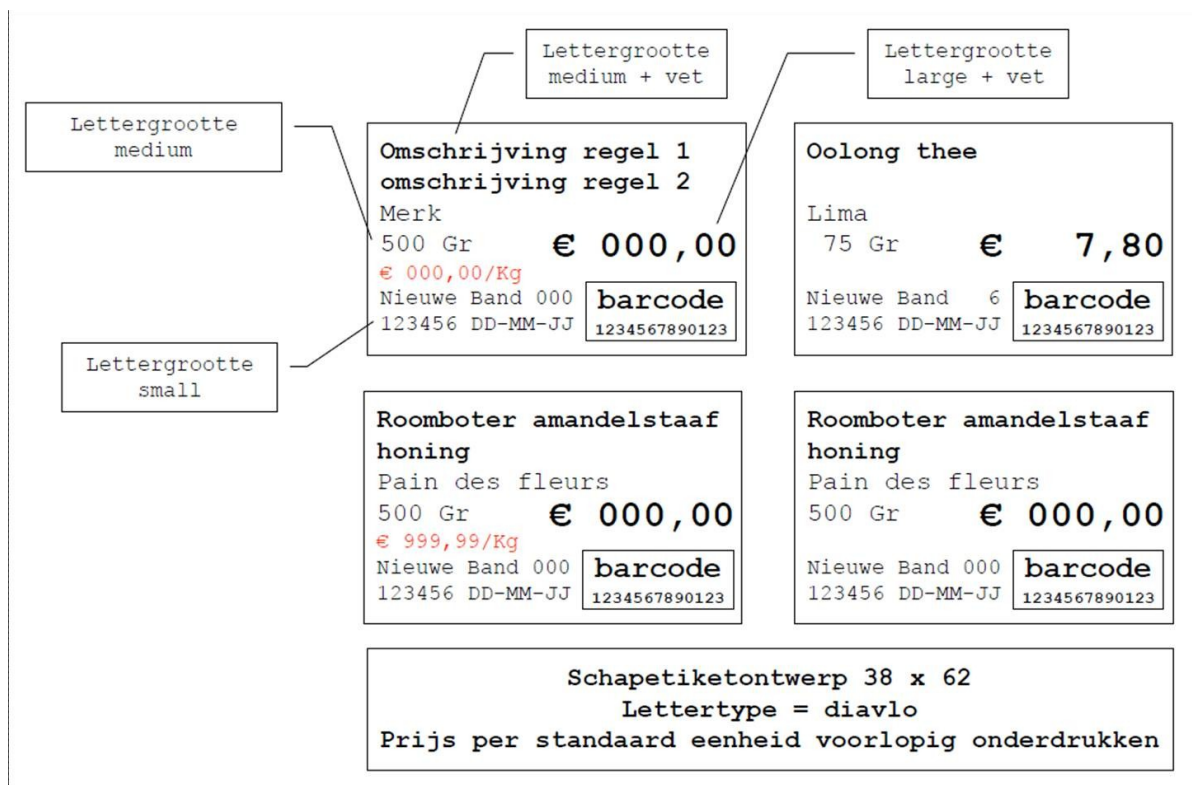 Lettergrootte
medium + vet
Lettergrootte
large + vet
Lettergrootte
medium
Omschrijving regel 1
omschrijving regel 2
Merk
500 Gr € 000,00
€ 000,00/Kg
Nieuwe Band 000
123456 DD-MM-JJ
barcode
1234567890123
Oolong thee
Lima
75 Gr € 7,80
Nieuwe Band 6
123456 DD-MM-JJ
barcode
1234567890123
Lettergrootte
small
Roomboter amandelstaaf
honing
Pain des fleurs
500 Gr € 000,00
€ 999,99/Kg
Nieuwe Band 000
123456 DD-MM-JJ
barcode
1234567890123
Roomboter amandelstaaf
honing
Pain des fleurs
500 Gr € 000,00
Nieuwe Band 000
123456 DD-MM-JJ
barcode
1234567890123
Schapetiketontwerp 38 x 62
Lettertype = diavlo
Prijs per standaard eenheid voorlopig onderdrukken